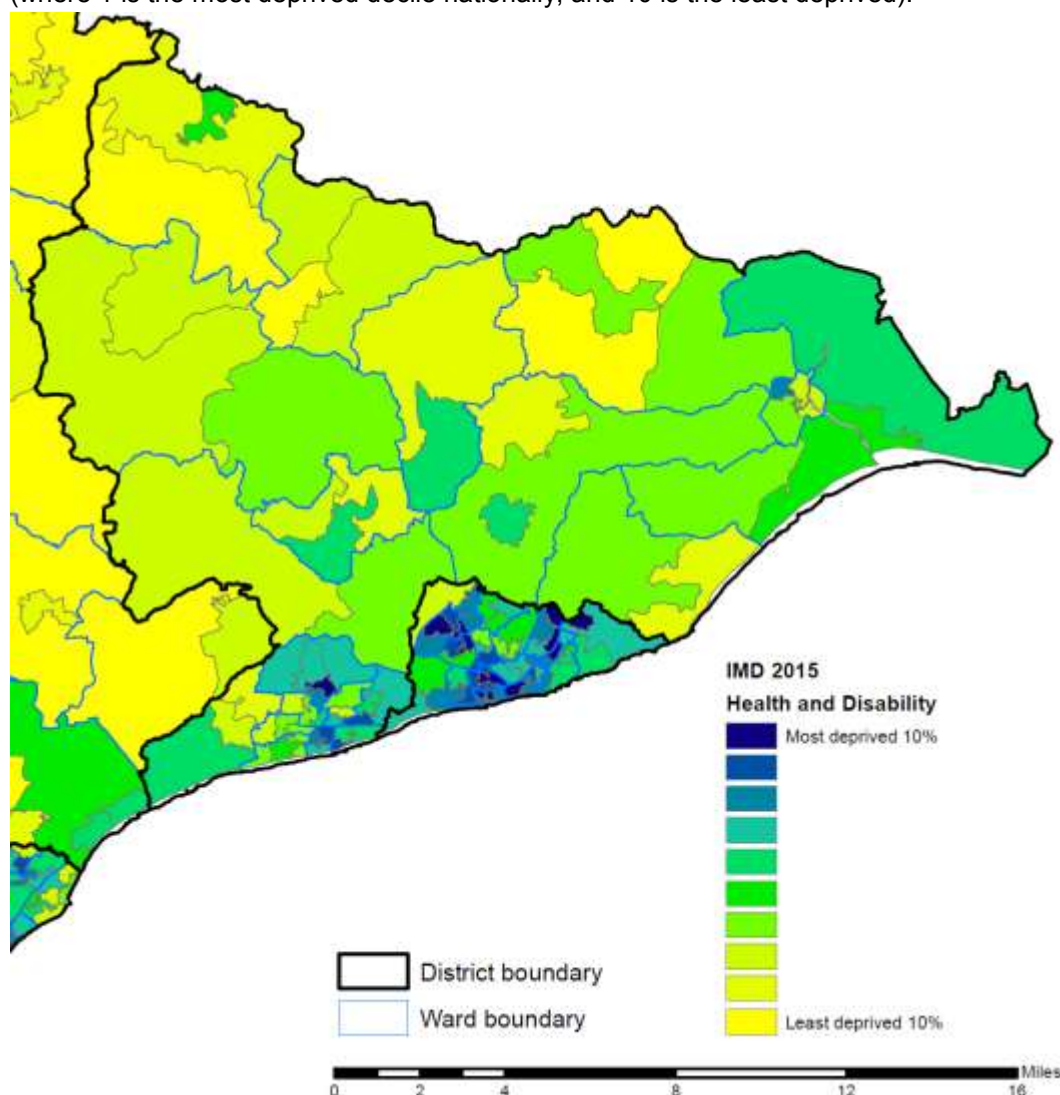 (where 1 is the most deprived decile nationally, and 10 is the least deprived).
IMD 2015
Health and Disability
Most deprived 10%
Least deprived 10%
District boundary
Ward boundary
Miles
0 2 4 8 12 16